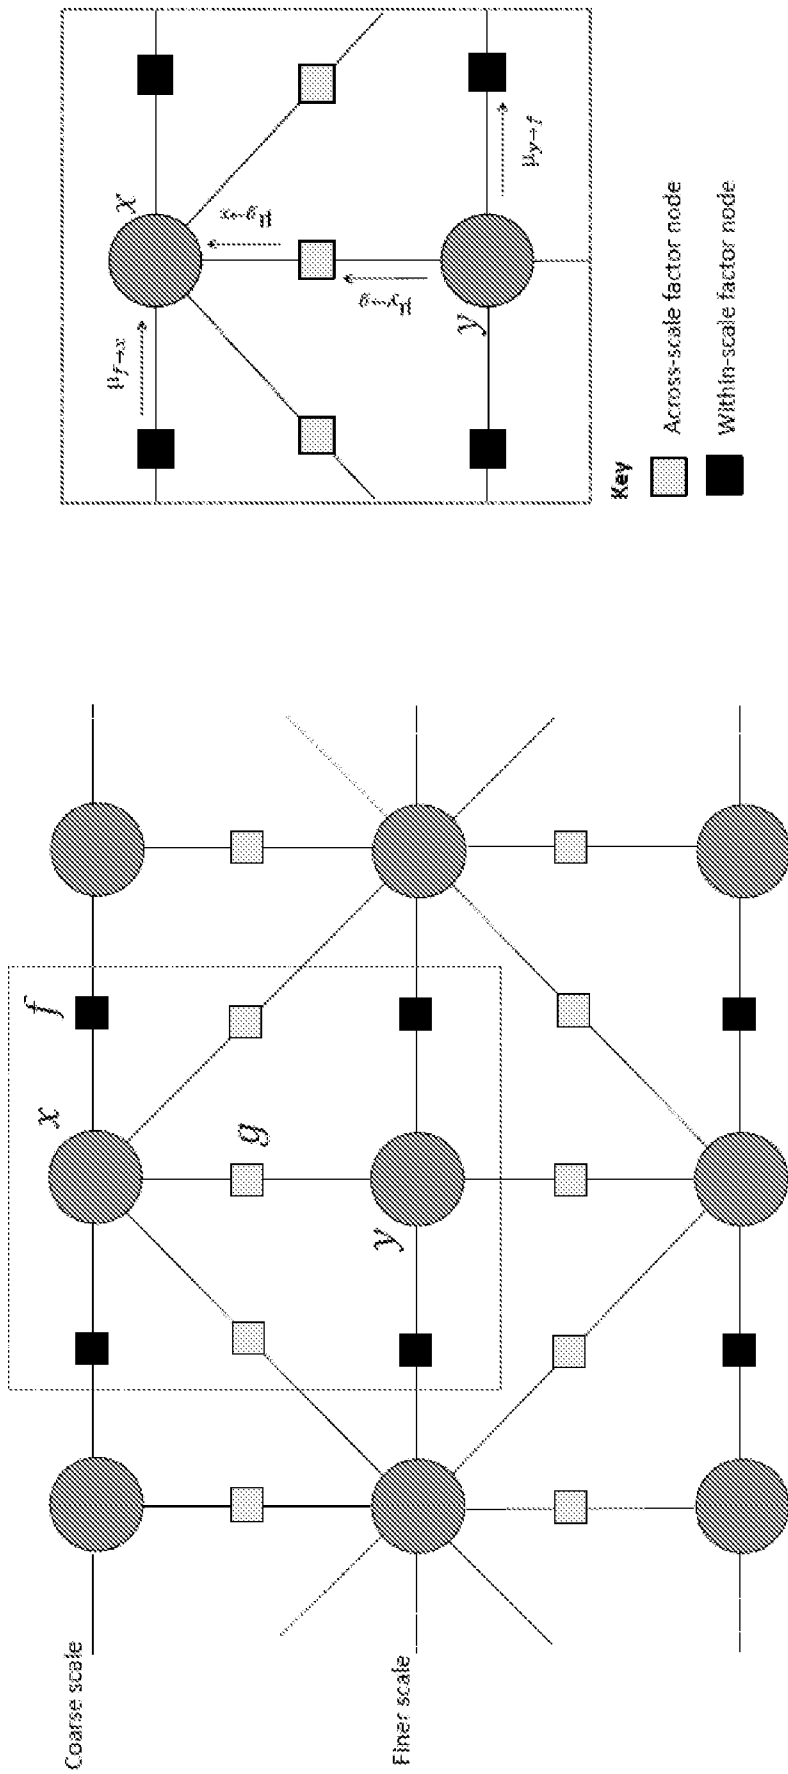 Coarse scale
Finer scale
x
f
g
y
μf→x
x
μg→x
μy→g
y
μy→f
Key
Across-scale factor node
Within-scale factor node